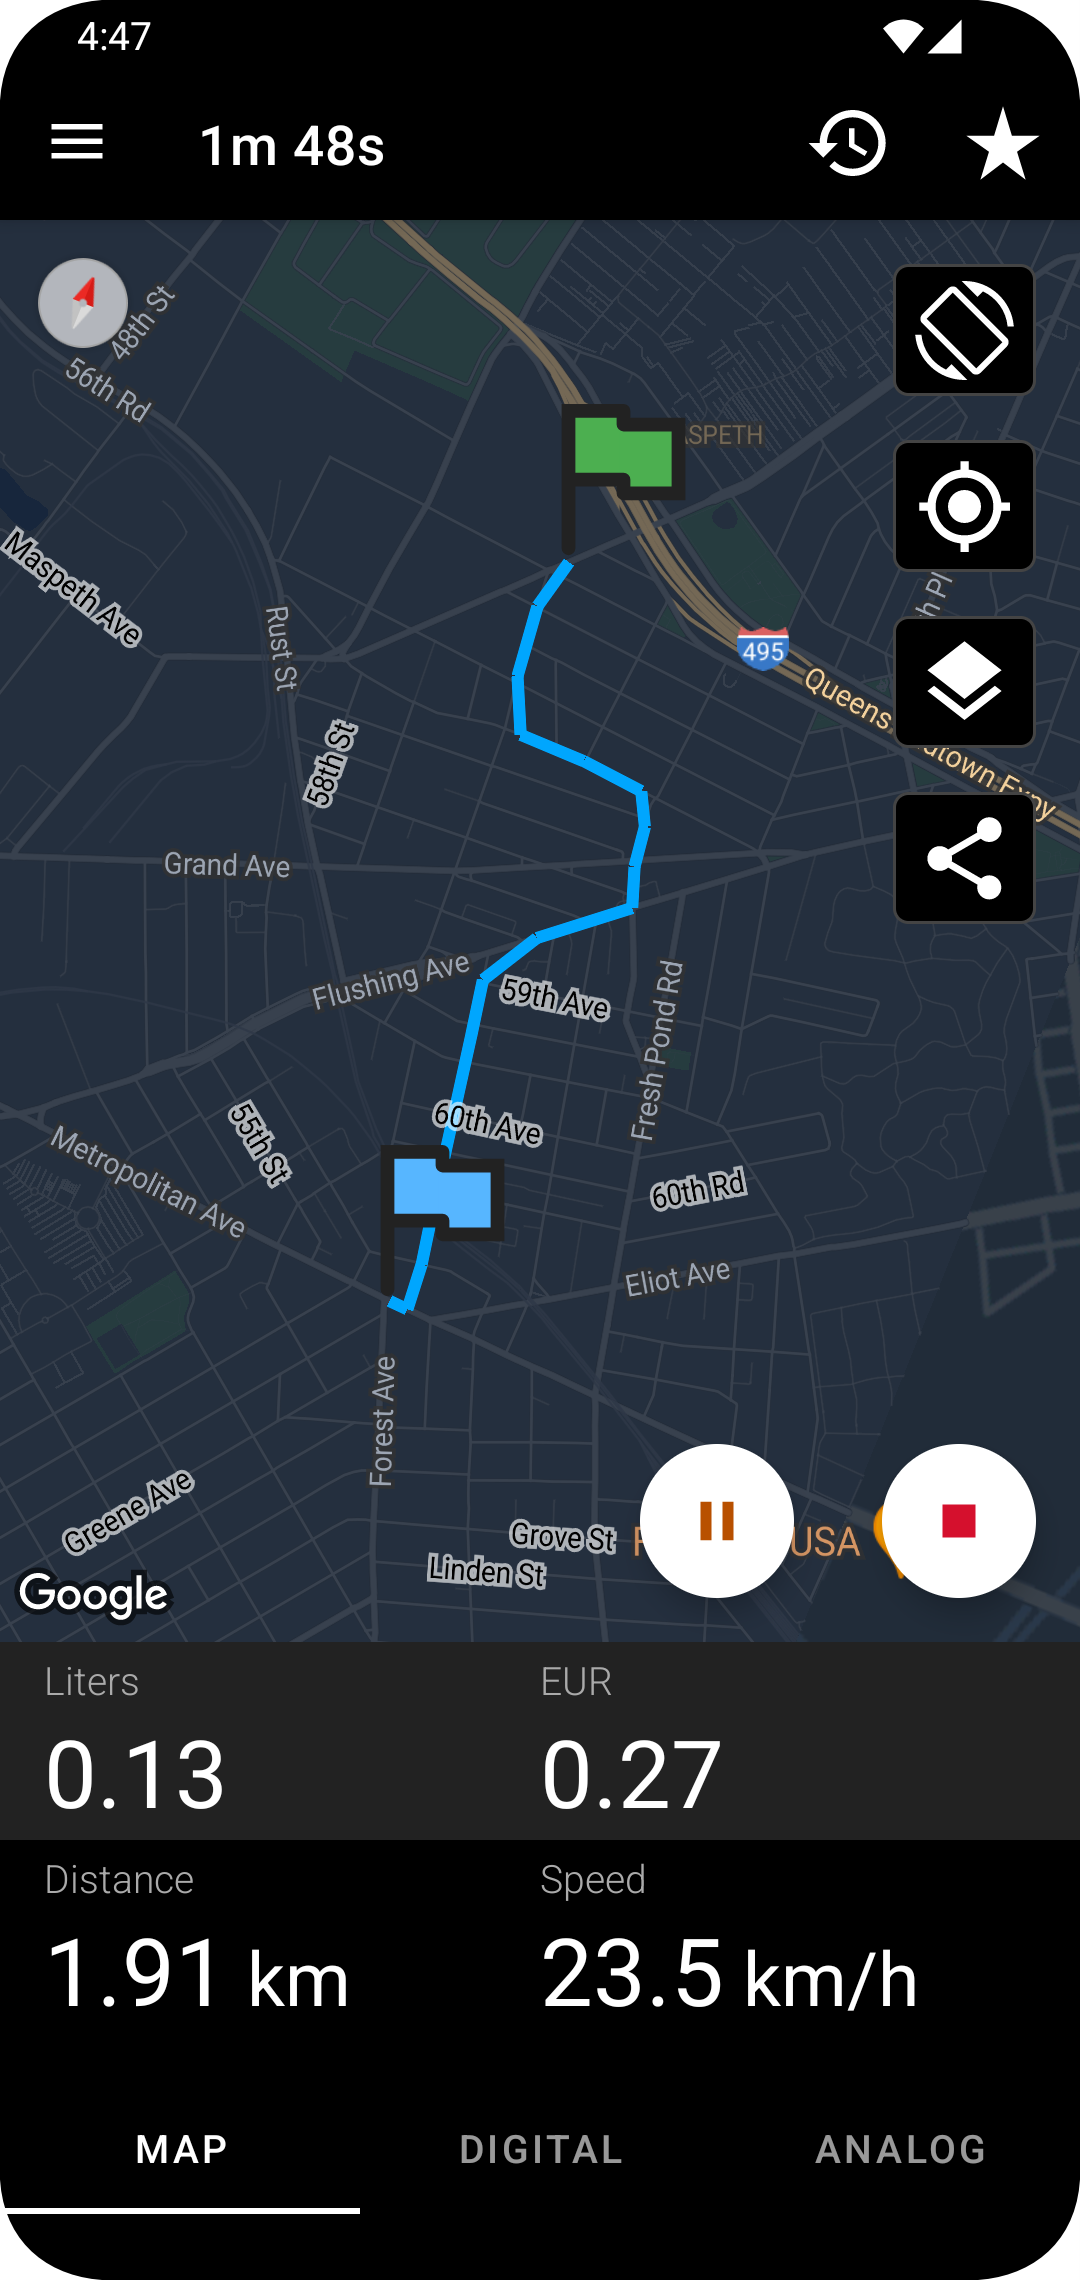 4:47
1m 48s
48th St
56th Rd
ASPETH
Maspeth Ave
Rust St
495
Queens
dtown Expy
58th St
Grand Ave
Flushing Ave
59th Ave
Fresh Pond Rd
60th Ave
55th St
Metropolitan Ave
60th Rd
Eliot Ave
Forest Ave
Greene Ave
Grove St
USA
Linden St
Google
Liters
EUR
0.13
0.27
Distance
Speed
1.91 km
23.5 km/h
MAP
DIGITAL
ANALOG